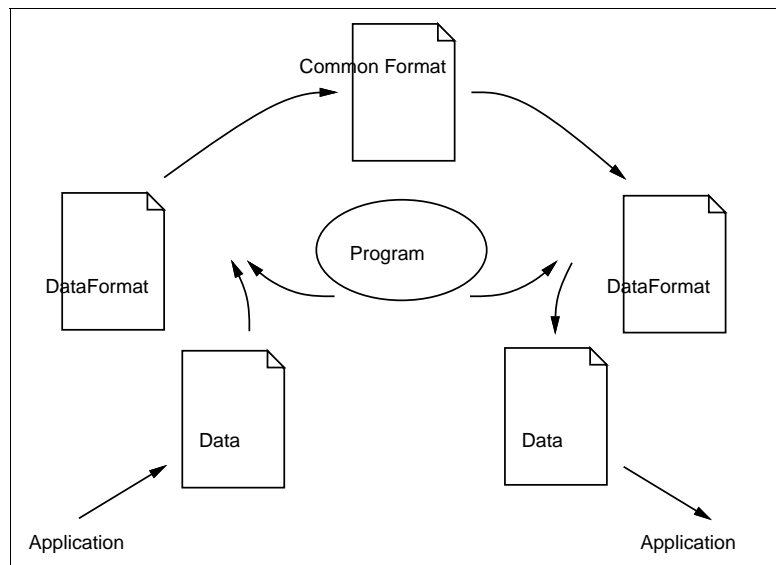 Common Format
Program
DataFormat
DataFormat
Data
Data
Application
Application